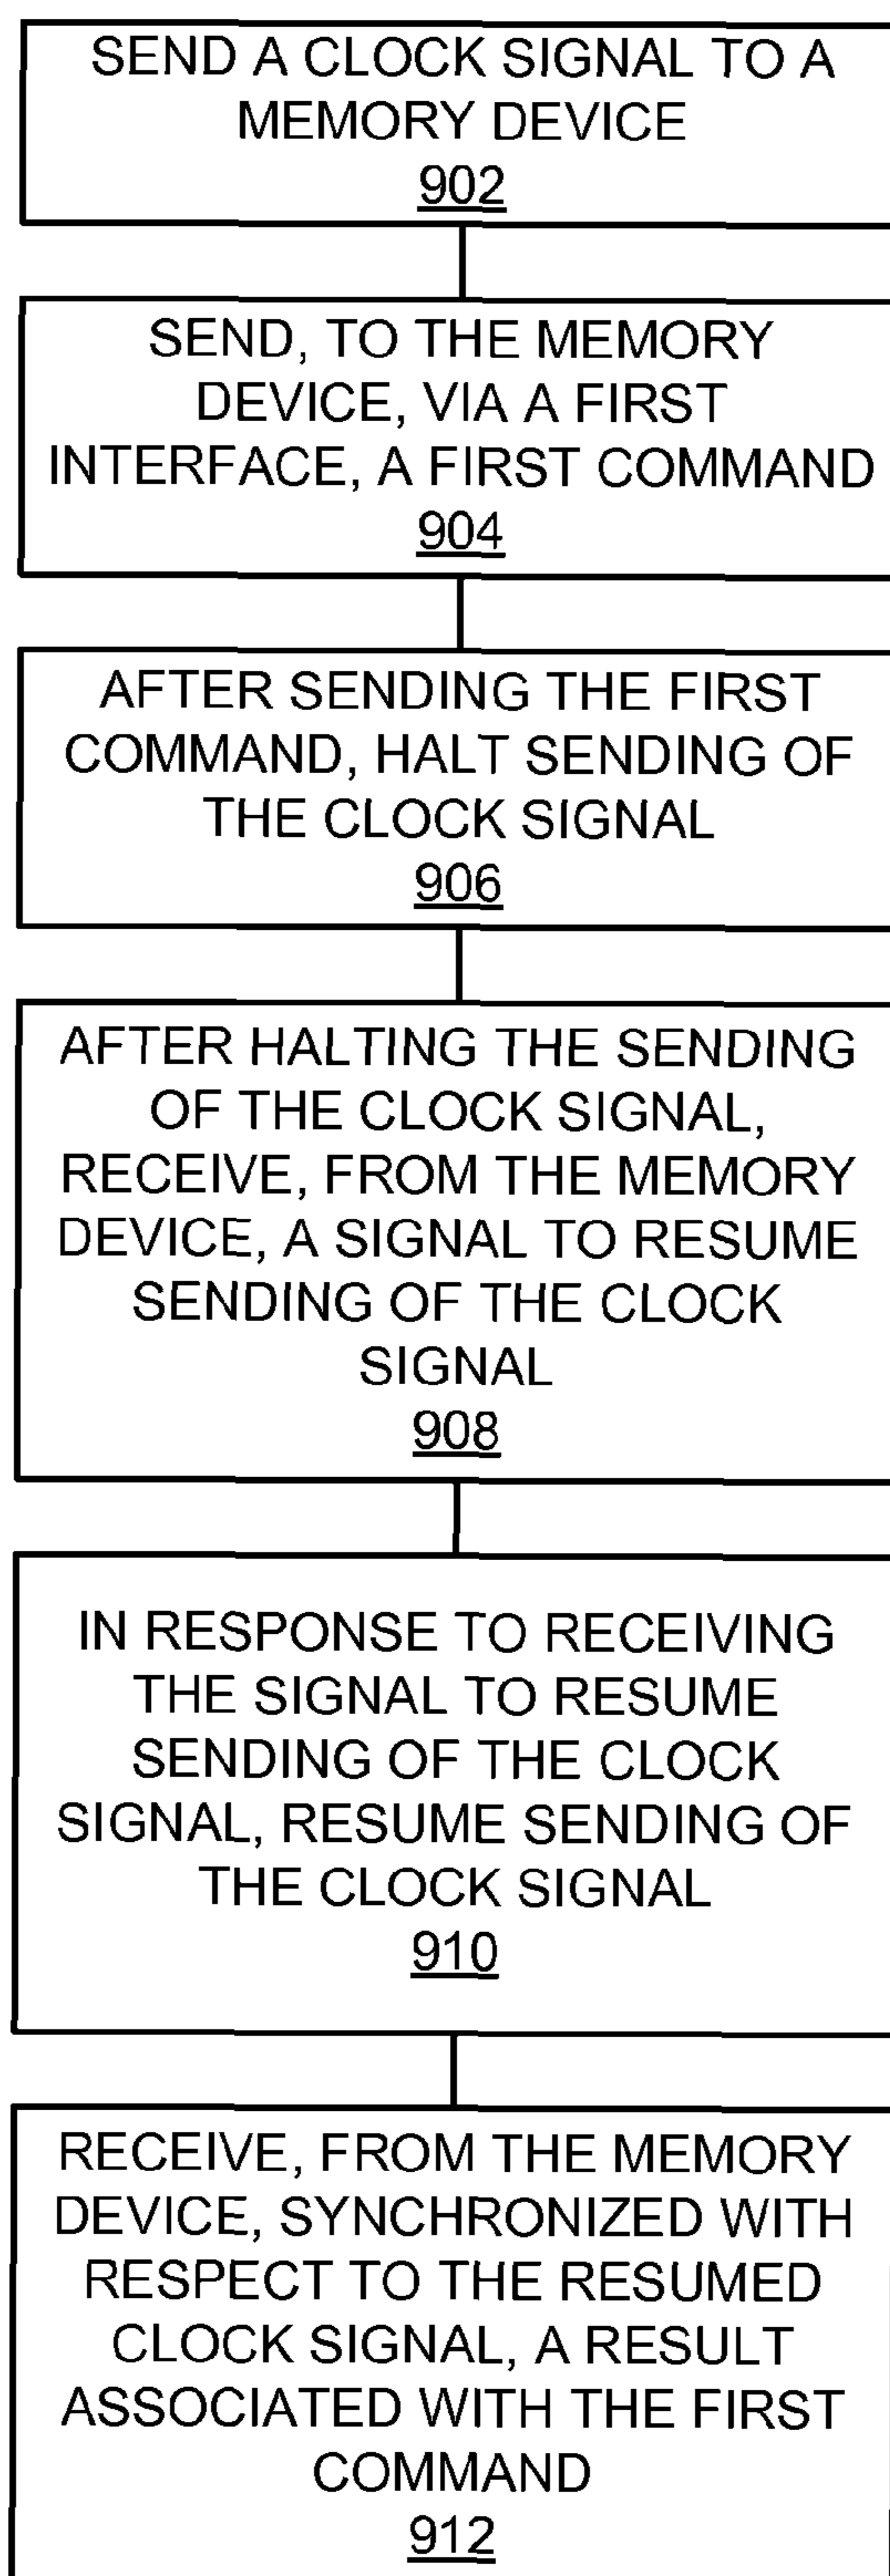 SEND A CLOCK SIGNAL TO A
MEMORY DEVICE
902
SEND, TO THE MEMORY
DEVICE, VIA A FIRST
INTERFACE, A FIRST COMMAND
904
AFTER SENDING THE FIRST
COMMAND, HALT SENDING OF
THE CLOCK SIGNAL
906
AFTER HALTING THE SENDING
OF THE CLOCK SIGNAL,
RECEIVE, FROM THE MEMORY
DEVICE, A SIGNAL TO RESUME
SENDING OF THE CLOCK
SIGNAL
908
IN RESPONSE TO RECEIVING
THE SIGNAL TO RESUME
SENDING OF THE CLOCK
SIGNAL, RESUME SENDING OF
THE CLOCK SIGNAL
910
RECEIVE, FROM THE MEMORY
DEVICE, SYNCHRONIZED WITH
RESPECT TO THE RESUMED
CLOCK SIGNAL, A RESULT
ASSOCIATED WITH THE FIRST
COMMAND
912